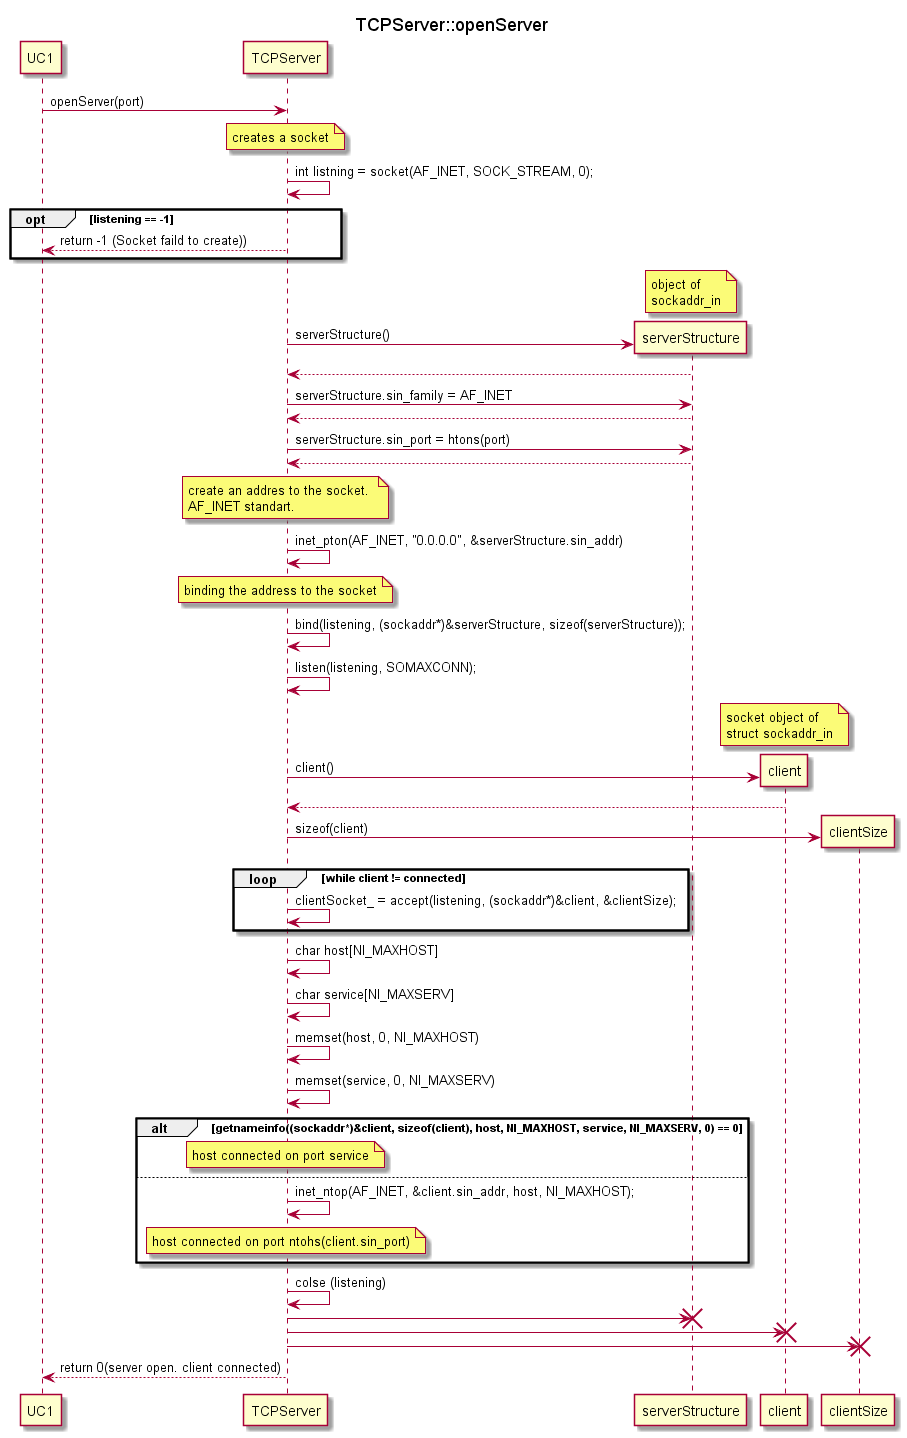 TCPServer::openServer
UC1
TCPServer
openServer(port)
creates a socket
int listning = socket(AF_INET, SOCK_STREAM, 0);
opt
[listening == -1]
return -1 (Socket faild to create))
object of
sockaddr_in
serverStructure()
serverStructure
serverStructure.sin_family = AF_INET
serverStructure.sin_port = htons(port)
create an addres to the socket.
AF_INET standart.
inet_pton(AF_INET, "0.0.0.0", &serverStructure.sin_addr)
binding the address to the socket
bind(listening, (sockaddr*)&serverStructure, sizeof(serverStructure));
listen(listening, SOMAXCONN);
socket object of
struct sockaddr_in
client()
client
sizeof(client)
clientSize
loop
[while client != connected]
clientSocket_ = accept(listening, (sockaddr*)&client, &clientSize);
char host[NI_MAXHOST]
char service[NI_MAXSERV]
memset(host, 0, NI_MAXHOST)
memset(service, 0, NI_MAXSERV)
alt
[getnameinfo((sockaddr*)&client, sizeof(client), host, NI_MAXHOST, service, NI_MAXSERV, 0) == 0]
host connected on port service
inet_ntop(AF_INET, &client.sin_addr, host, NI_MAXHOST);
host connected on port ntohs(client.sin_port)
colse (listening)
return 0(server open. client connected)
UC1
TCPServer
serverStructure
client
clientSize